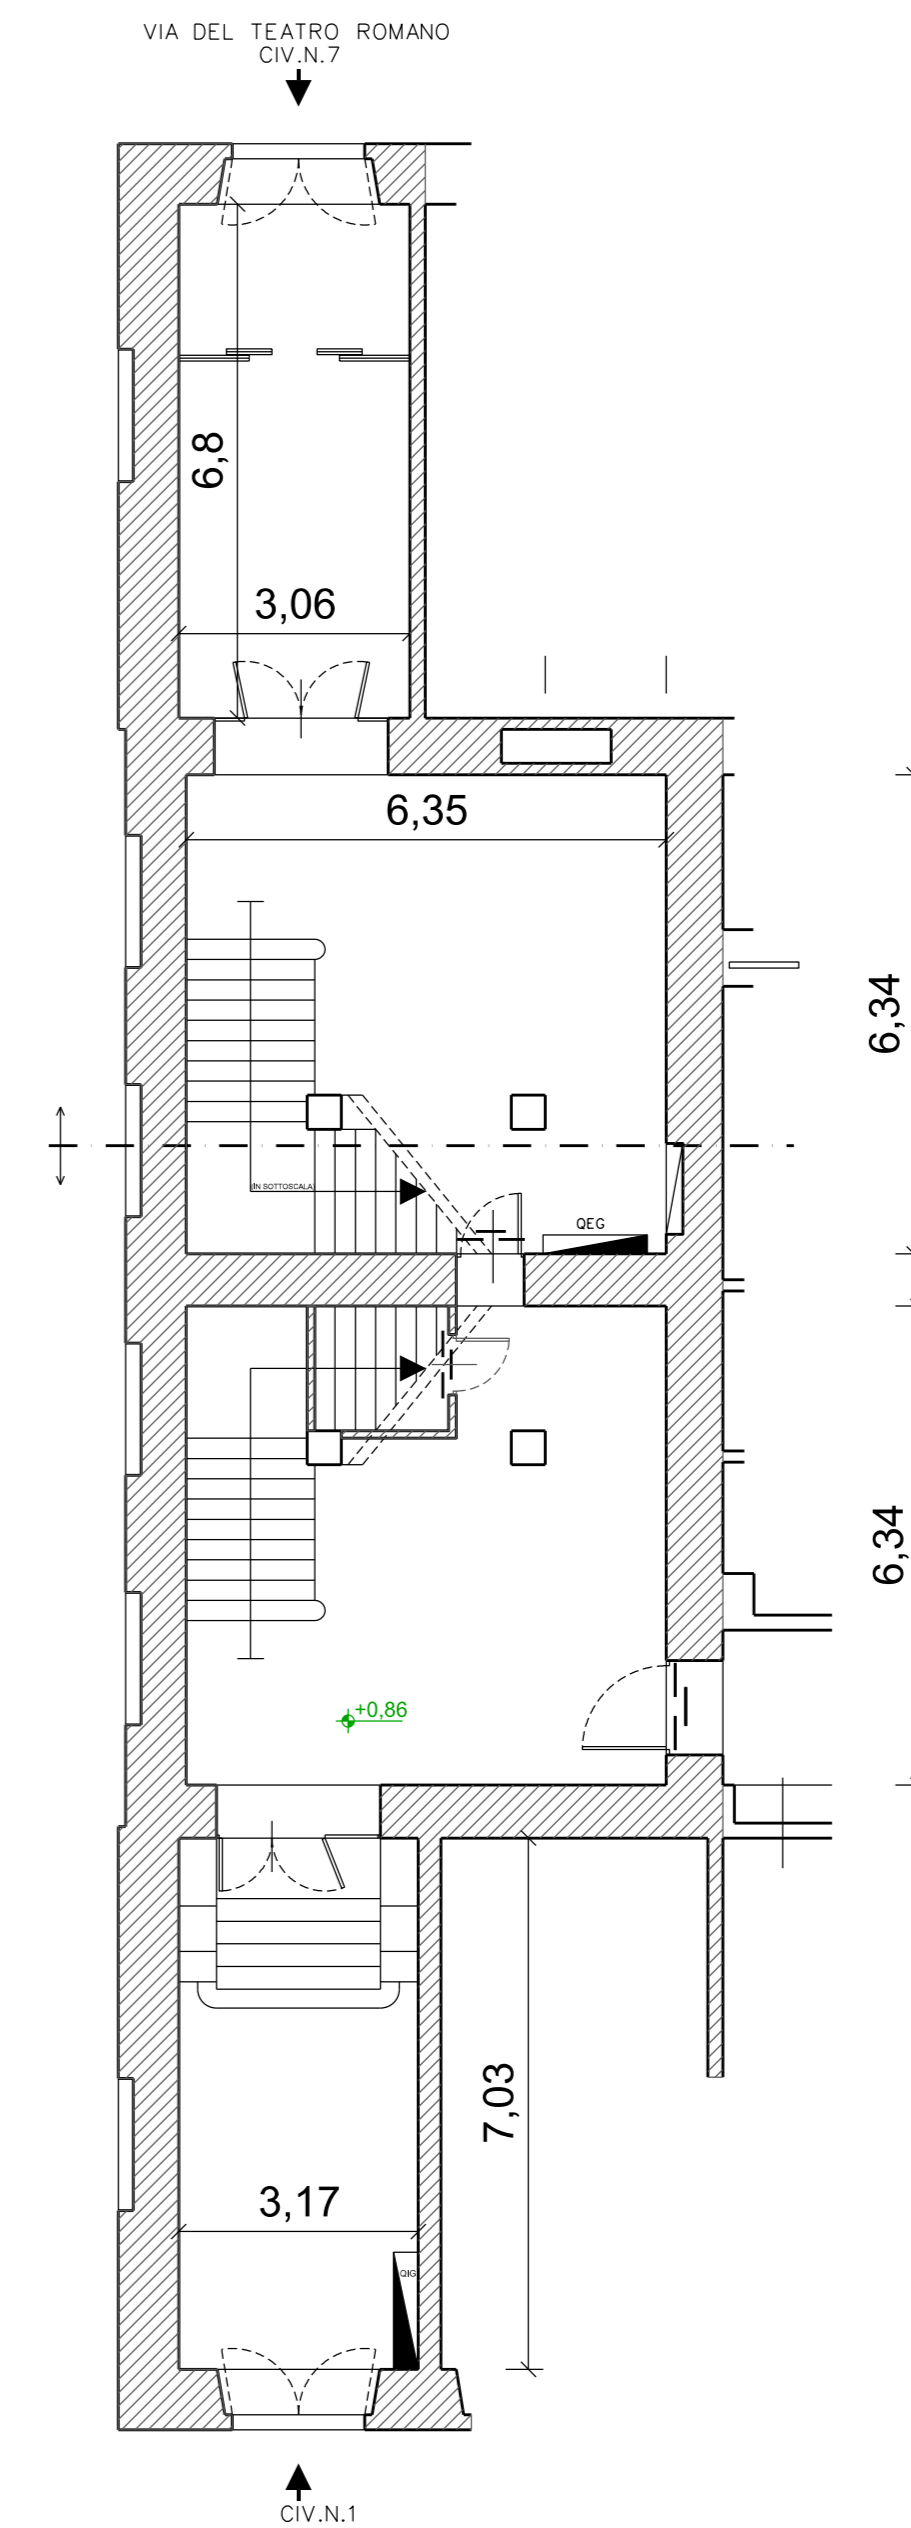 VIA DEL TEATRO ROMANO
CIV.N.7
6,8
3,06
6,35
6,34
(IN SOTTOSCALA)
QEG
6,34
+0,86
7,03
3,17
QIG
CIV.N.1